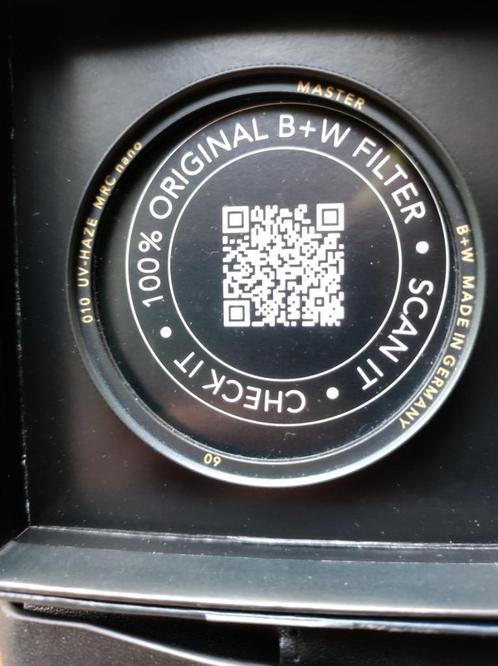 MASTER
010 UV-HAZE MRC nano
B+W MADE IN GERMANY
60
100% ORIGINAL B+W FILTER • SCAN IT • CHECK IT •